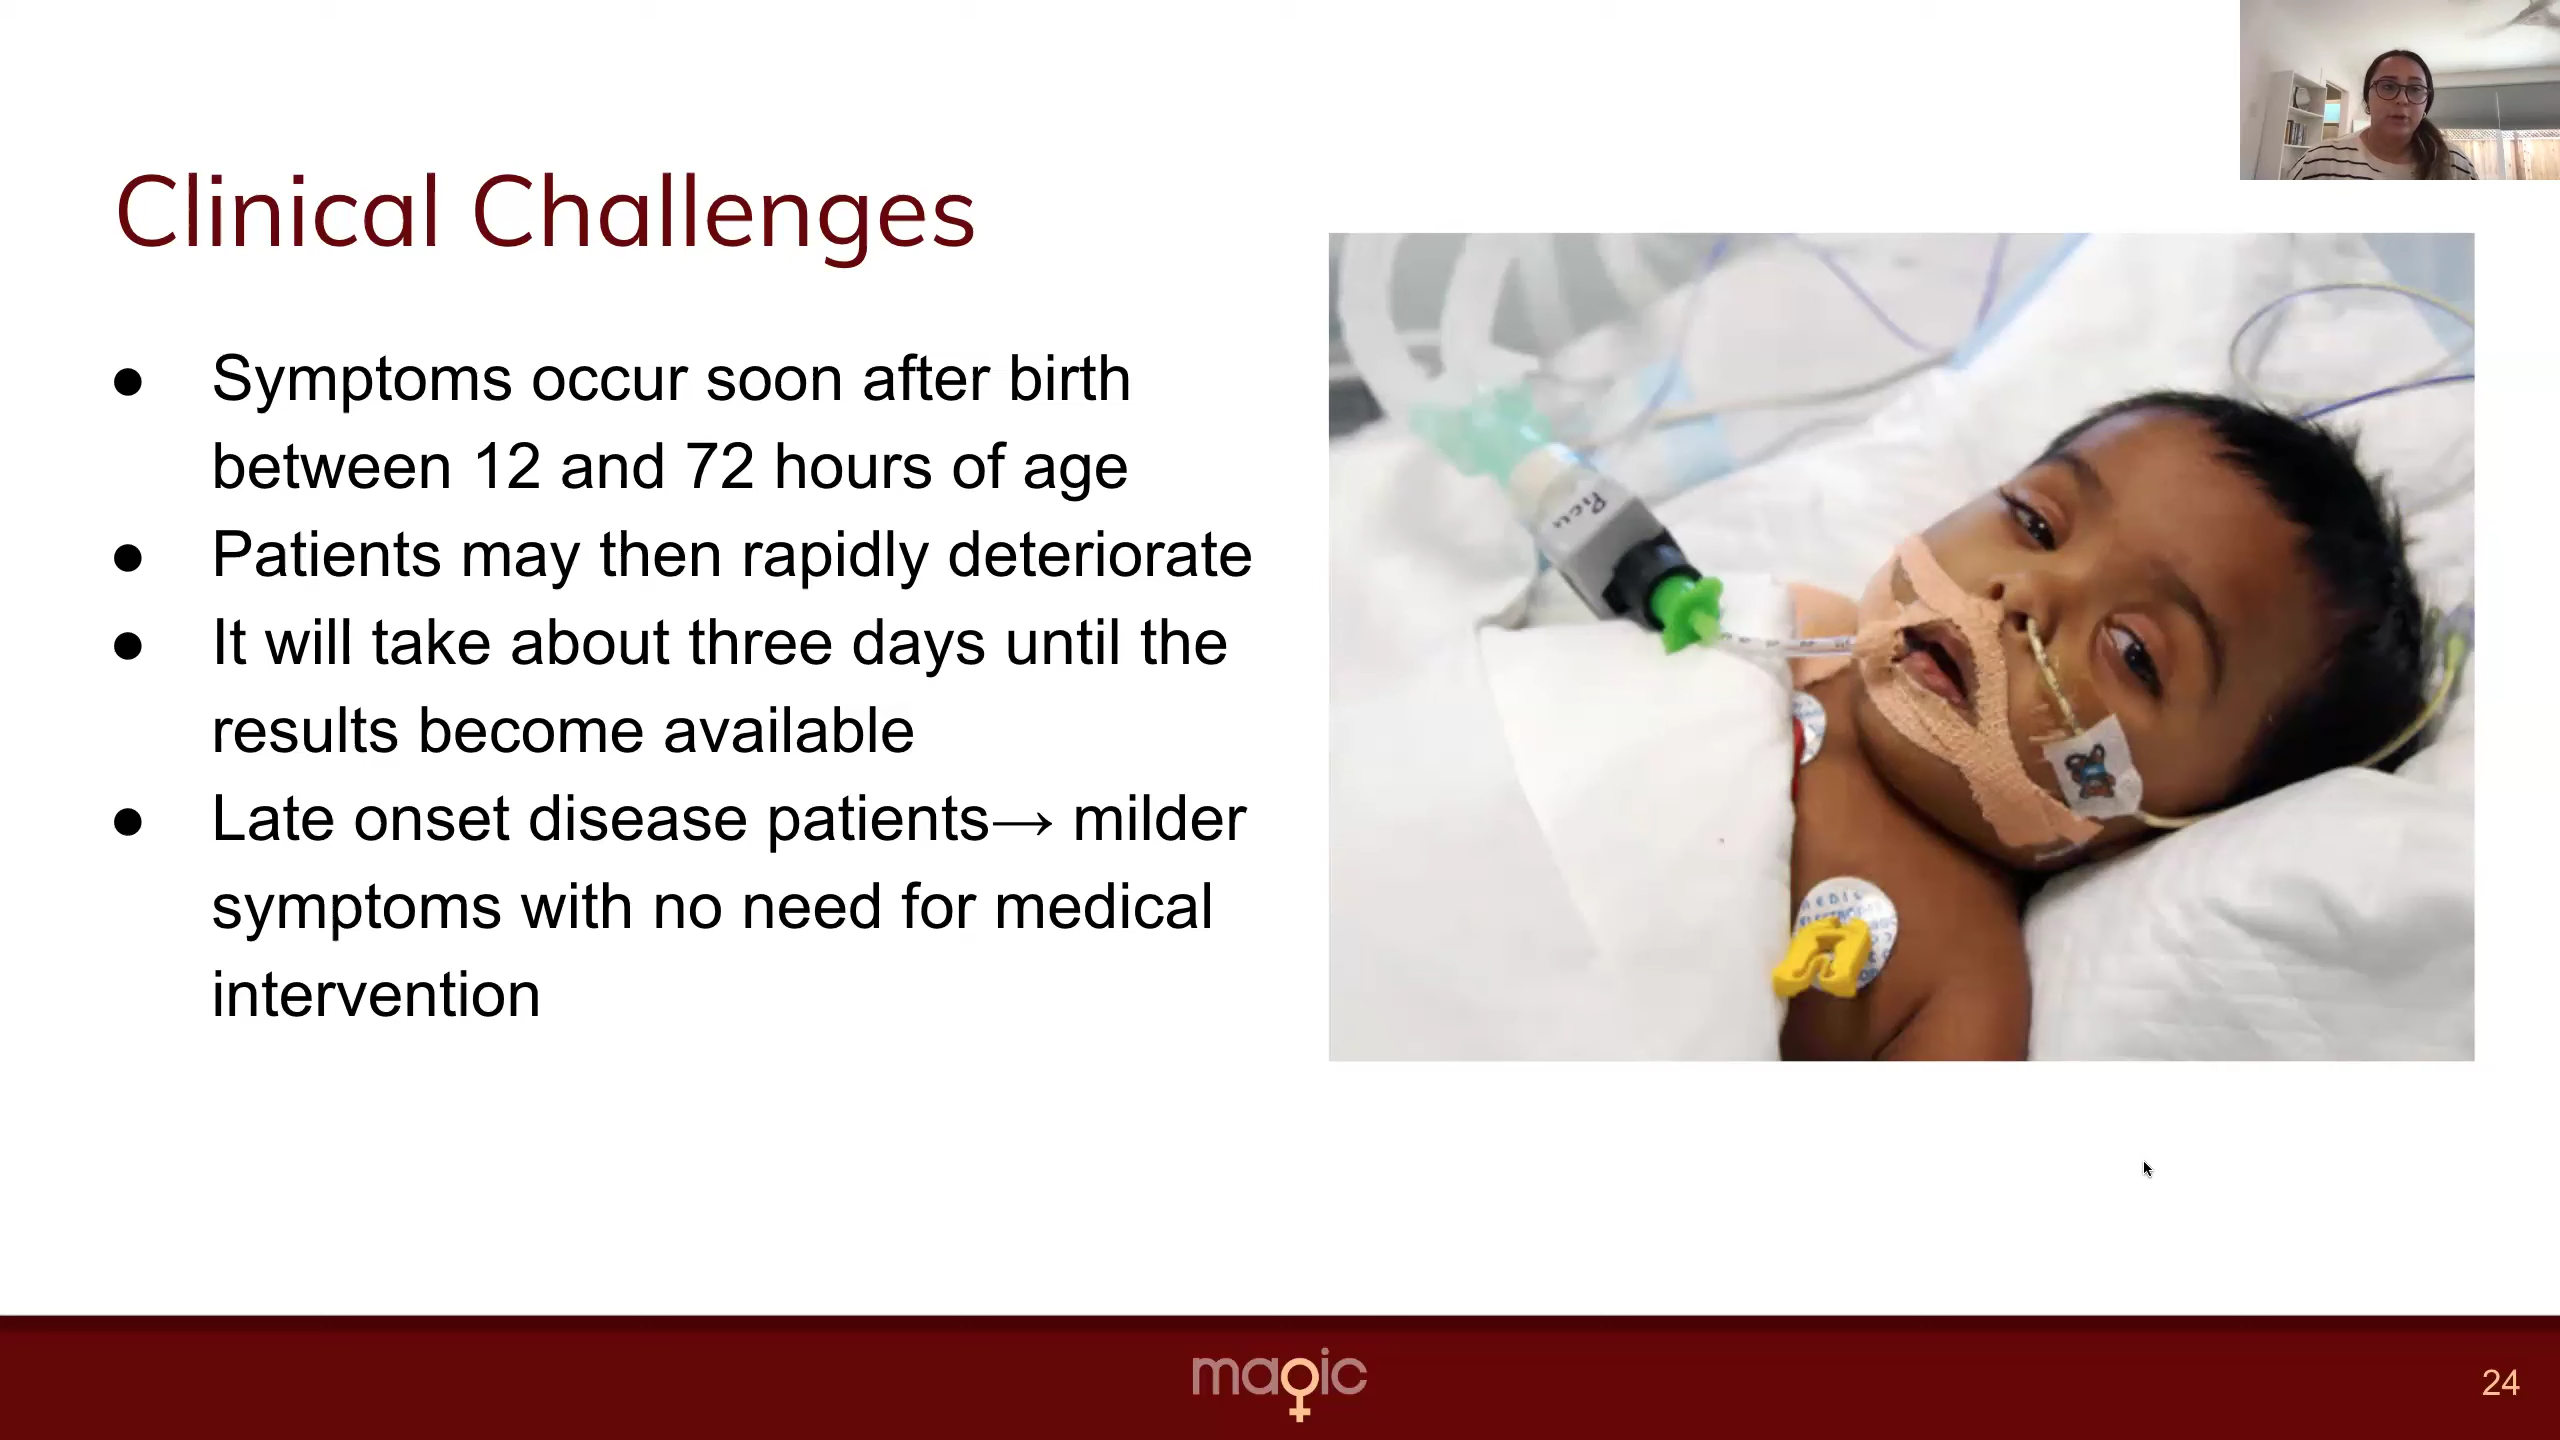 Clinical Challenges
● Symptoms occur soon after birth
between 12 and 72 hours of age
● Patients may then rapidly deteriorate
● It will take about three days until the
results become available
● Late onset disease patients→ milder
symptoms with no need for medical
intervention
PICU
magic
24